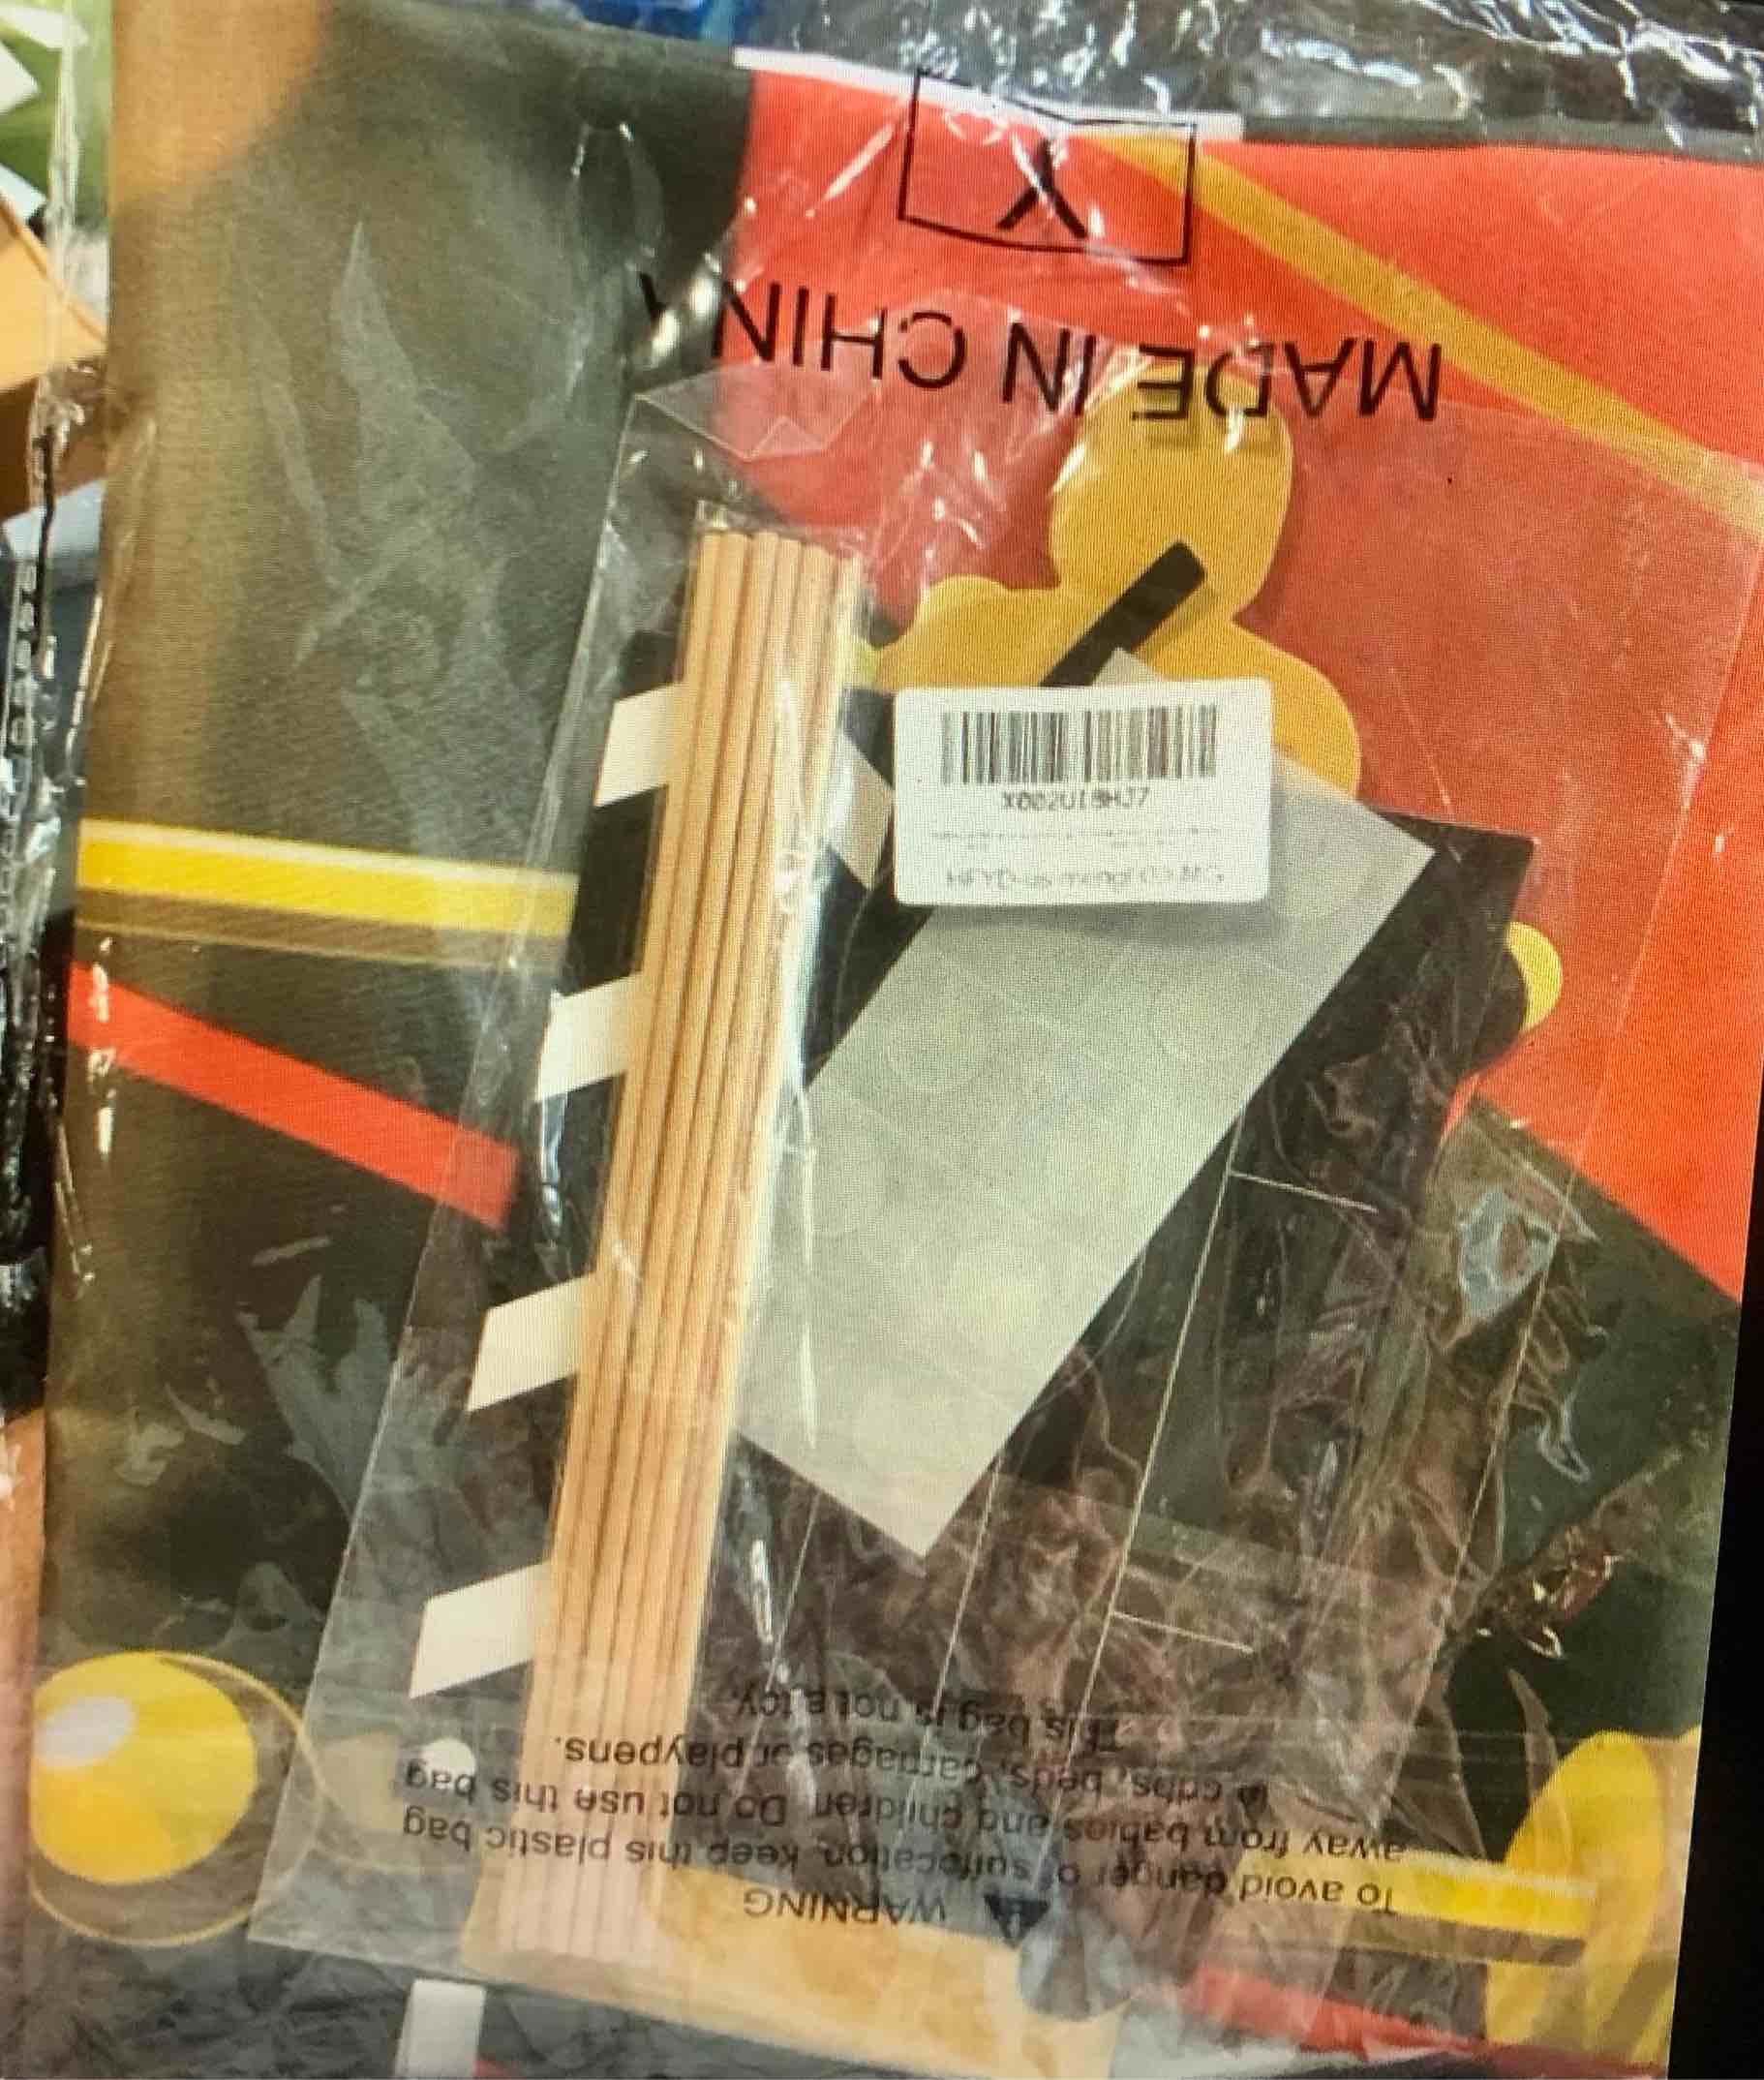 WARNING
To avoid danger of suffocation, keep this plastic bag
away from babies and children. Do not use this bag
in cribs, beds, carriages or playpens.
This bag is not a toy.
MADE IN CHINA